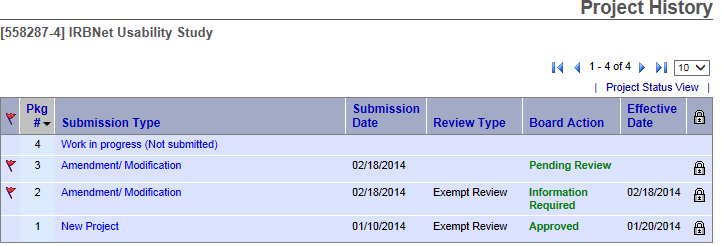 Project History
[558287-4] IRBNet Usability Study
1 - 4 of 4 10
| Project Status View |
Pkg # Submission Type Submission Date Review Type Board Action Effective Date
4 Work in progress (Not submitted)
3 Amendment/ Modification 02/18/2014 Pending Review
2 Amendment/ Modification 02/18/2014 Exempt Review Information Required 02/18/2014
1 New Project 01/10/2014 Exempt Review Approved 01/20/2014